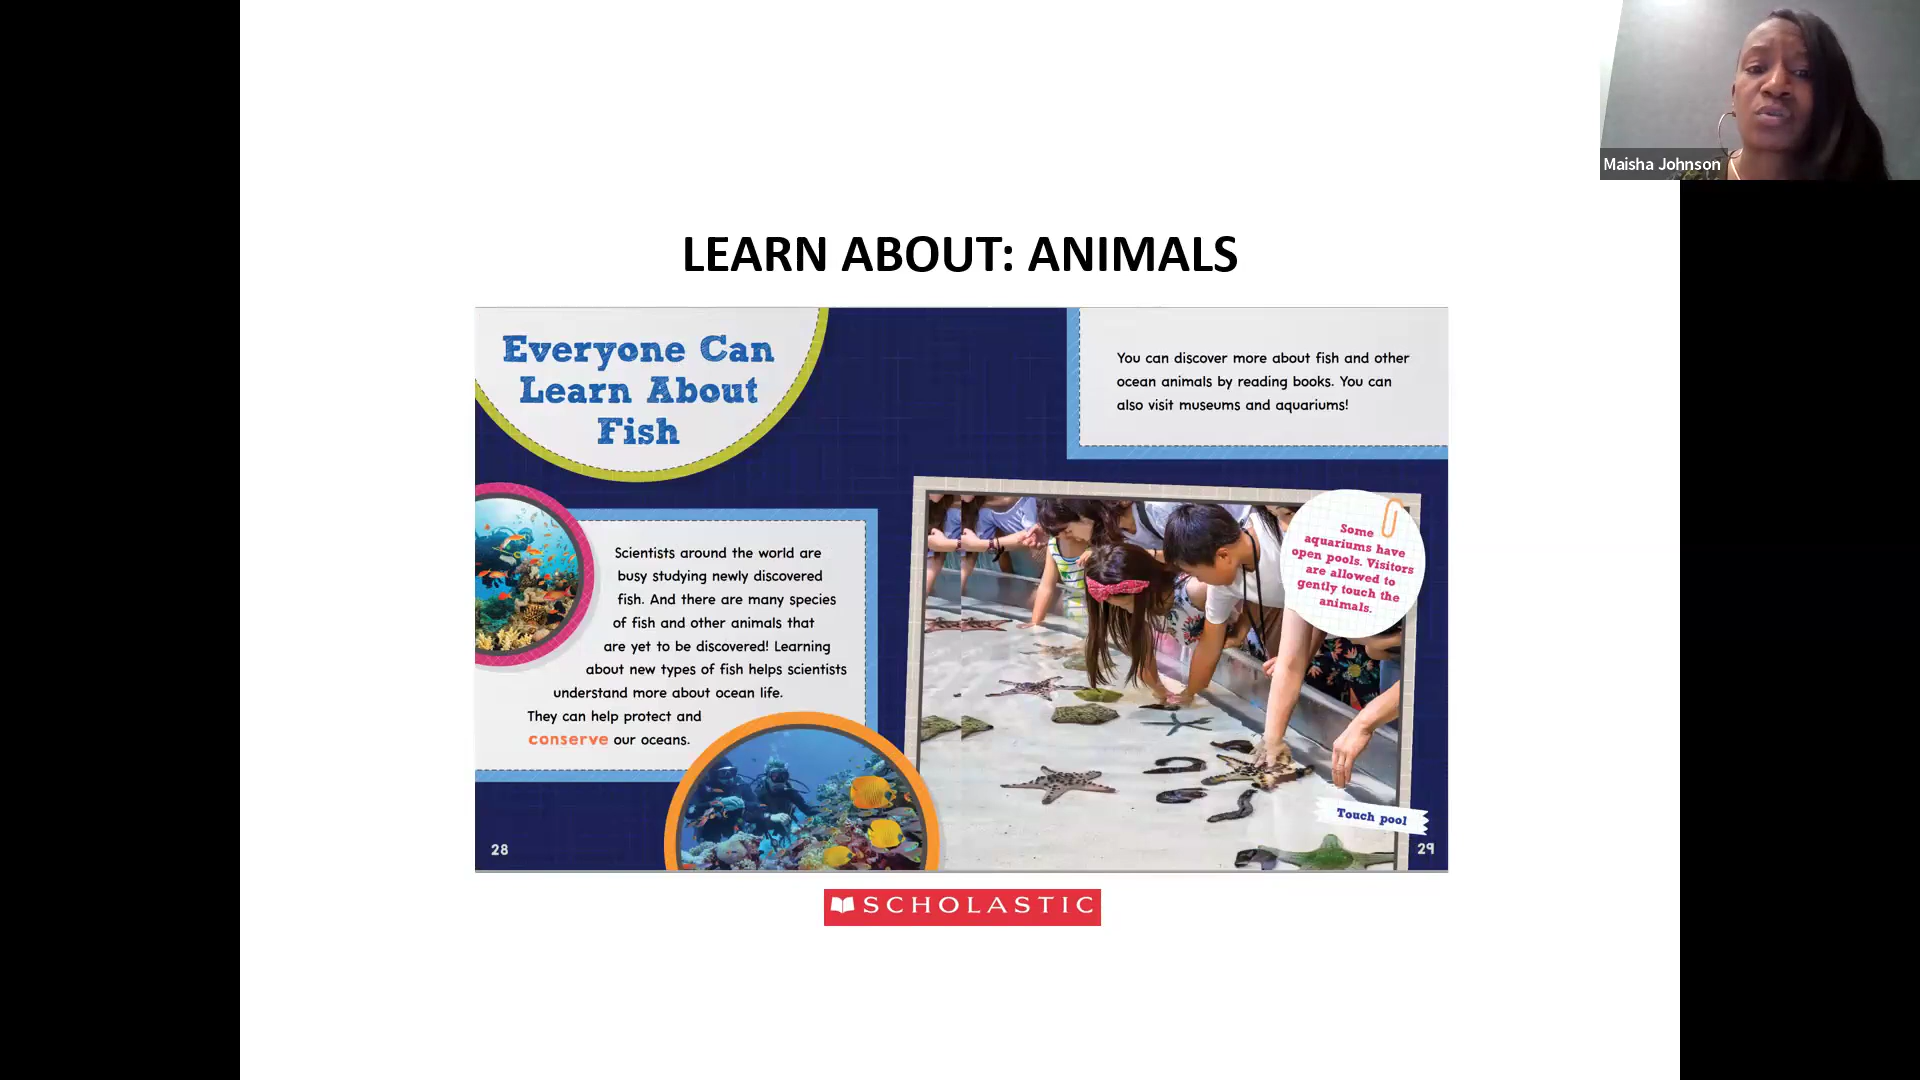 Maisha Johnson
LEARN ABOUT: ANIMALS
Everyone Can
Learn About
Fish
Scientists around the world are
busy studying newly discovered
fish. And there are many species
of fish and other animals that
are yet to be discovered! Learning
about new types of fish helps scientists
understand more about ocean life.
They can help protect and
conserve our oceans.
28
You can discover more about fish and other
ocean animals by reading books. You can
also visit museums and aquariums!
Some
aquariums have
open pools. Visitors
are allowed to
gently touch the
animals.
Touch pool
29
SCHOLASTIC